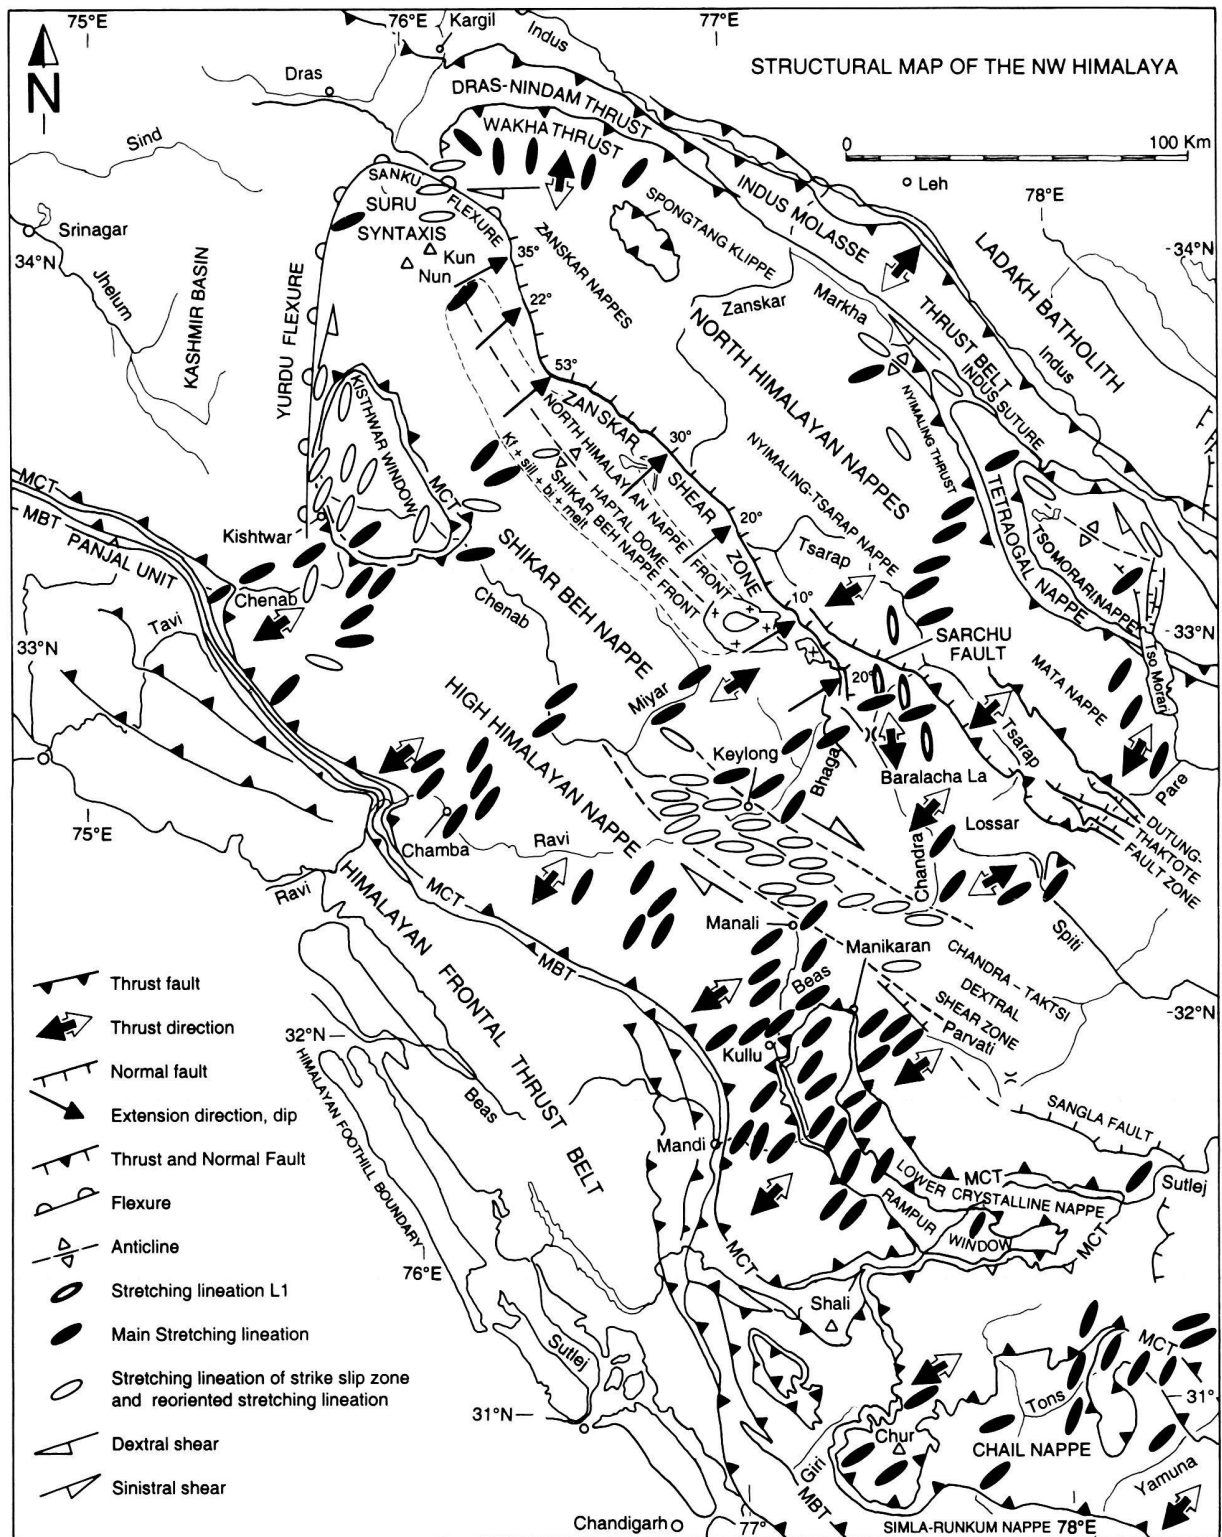 75°E
76°E
Kargil
Indus
77°E
STRUCTURAL MAP OF THE NW HIMALAYA
N
Dras
DRAS-NINDAM THRUST
WAKHA THRUST
0
100 Km
Sind
Leh
78°E
SANKU
FLEXURE
SURU
SYNTAXIS
Kun
Nun
Srinagar
34°N
Jhelum
KASHMIR BASIN
YURDU FLEXURE
35°
22°
53°
ZANSKAR NAPPES
SPONGTANG KLIPPE
INDUS MOLASSE
THRUST BELT
INDUS SUTURE
LADAKH BATHOLITH
-34°N
Zanskar
Markha
Indus
NORTH HIMALAYAN NAPPES
NYIMALING THRUST
NYIMALING-TSARAP NAPPE
KISTHWAR WINDOW
MCT
ZANSKAR SHEAR ZONE
30°
20°
10°
20°
NORTH HIMALAYAN NAPPE FRONT
HAPTAL DOME
SHIKAR BEH NAPPE FRONT
Kf + sill. + bi + melt
TETRAOGAL NAPPE
TSO MORARI NAPPE
Tso Morari
MCT
MBT
PANJAL UNIT
Kishtwar
Chenab
Tavi
33°N
SHIKAR BEH NAPPE
Chenab
Tsarap
SARCHU
FAULT
-33°N
MATA NAPPE
HIGH HIMALAYAN NAPPE
Miyar
Keylong
Bhaga
Baralacha La
Tsarap
Pare
75°E
Chamba
Ravi
Chandra
Lossar
DUTUNG-
THAKTOTE
FAULT ZONE
Ravi
HIMALAYAN FRONTAL THRUST BELT
MCT
MBT
Manali
Manikaran
Spiti
Beas
CHANDRA - TAKTSI
DEXTRAL
SHEAR ZONE
Parvati
-32°N
Kullu
32°N
HIMALAYAN FOOTHILL BOUNDARY
Beas
Mandi
SANGLA FAULT
MCT
Sutlej
LOWER CRYSTALLINE NAPPE
RAMPUR
WINDOW
MCT
MCT
76°E
Shali
Sutlej
31°N
MCT
31°
Tons
Chur
CHAIL NAPPE
Giri
Yamuna
MBT
Chandigarh
77°
SIMLA-RUNKUM NAPPE
78°E
Thrust fault
Thrust direction
Normal fault
Extension direction, dip
Thrust and Normal Fault
Flexure
Anticline
Stretching lineation L1
Main Stretching lineation
Stretching lineation of strike slip zone
and reoriented stretching lineation
Dextral shear
Sinistral shear